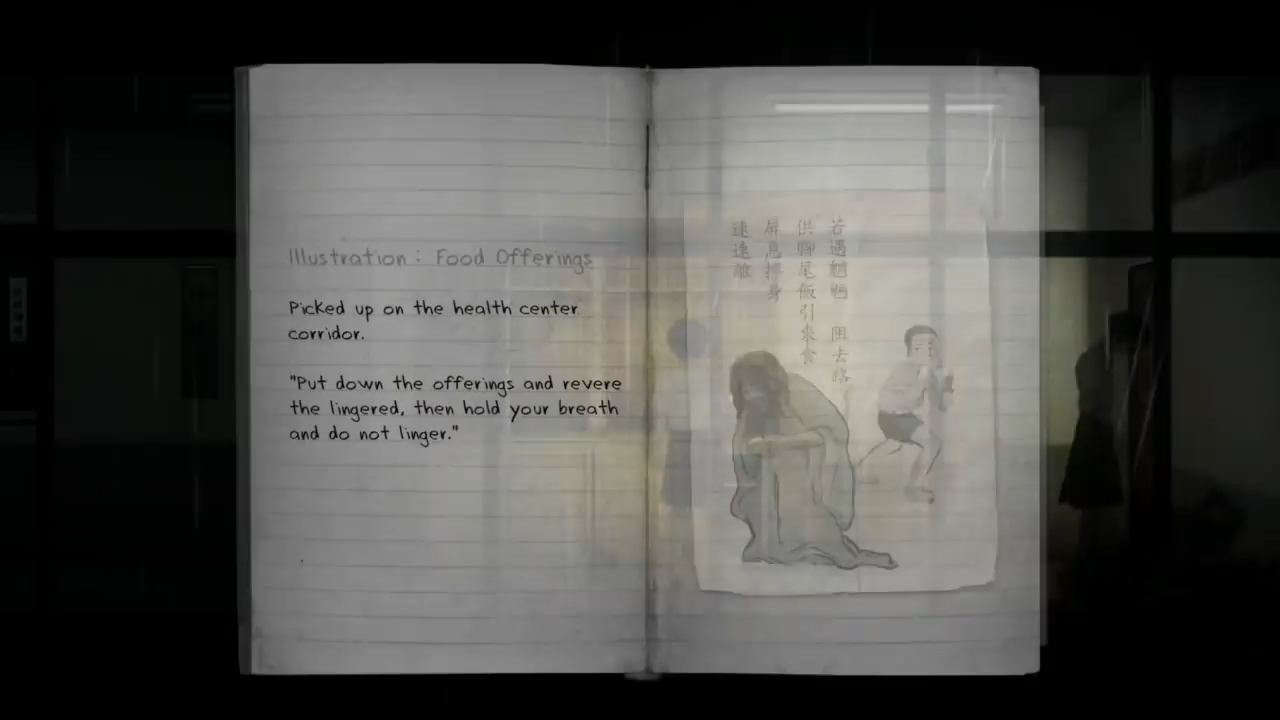 Illustration : Food Offerings
Picked up on the health center
corridor.
"Put down the offerings and revere
the lingered, then hold your breath
and do not linger."
若遇魍魎 困去路
供腳尾飯引來食
屏息擦身
速速離